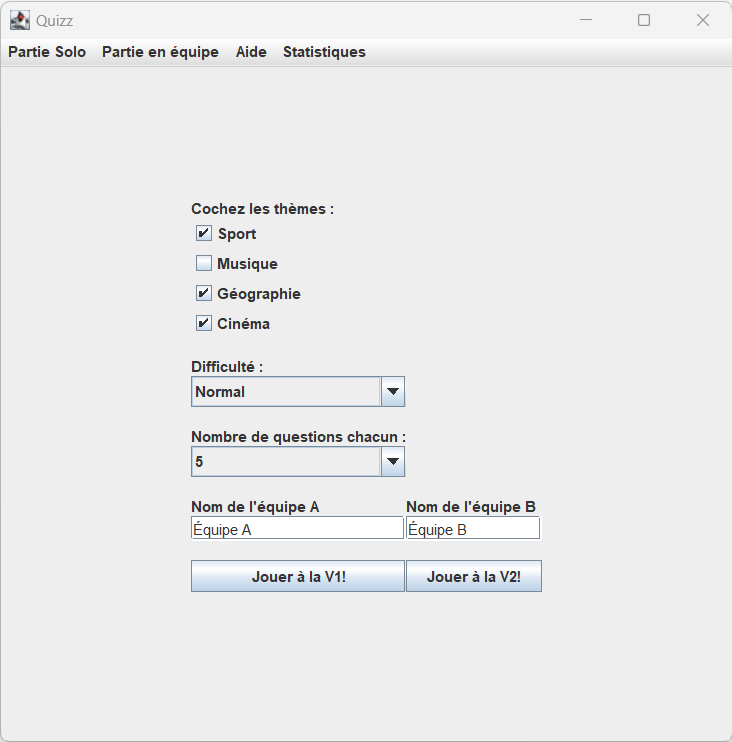 Quizz
Partie Solo Partie en équipe Aide Statistiques
Cochez les thèmes :
Sport
Musique
Géographie
Cinéma
Difficulté :
Normal
Nombre de questions chacun :
5
Nom de l'équipe A Nom de l'équipe B
Équipe A Équipe B
Jouer à la V1! Jouer à la V2!